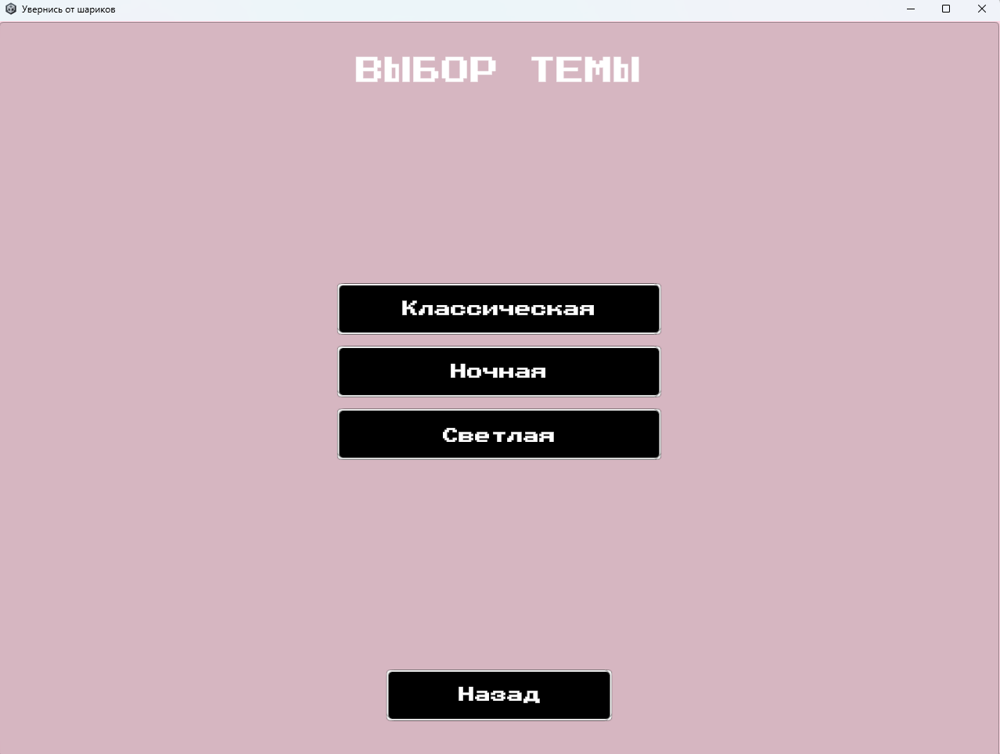 Увернись от шариков
ВЫБОР ТЕМЫ
Классическая
Ночная
Светлая
Назад